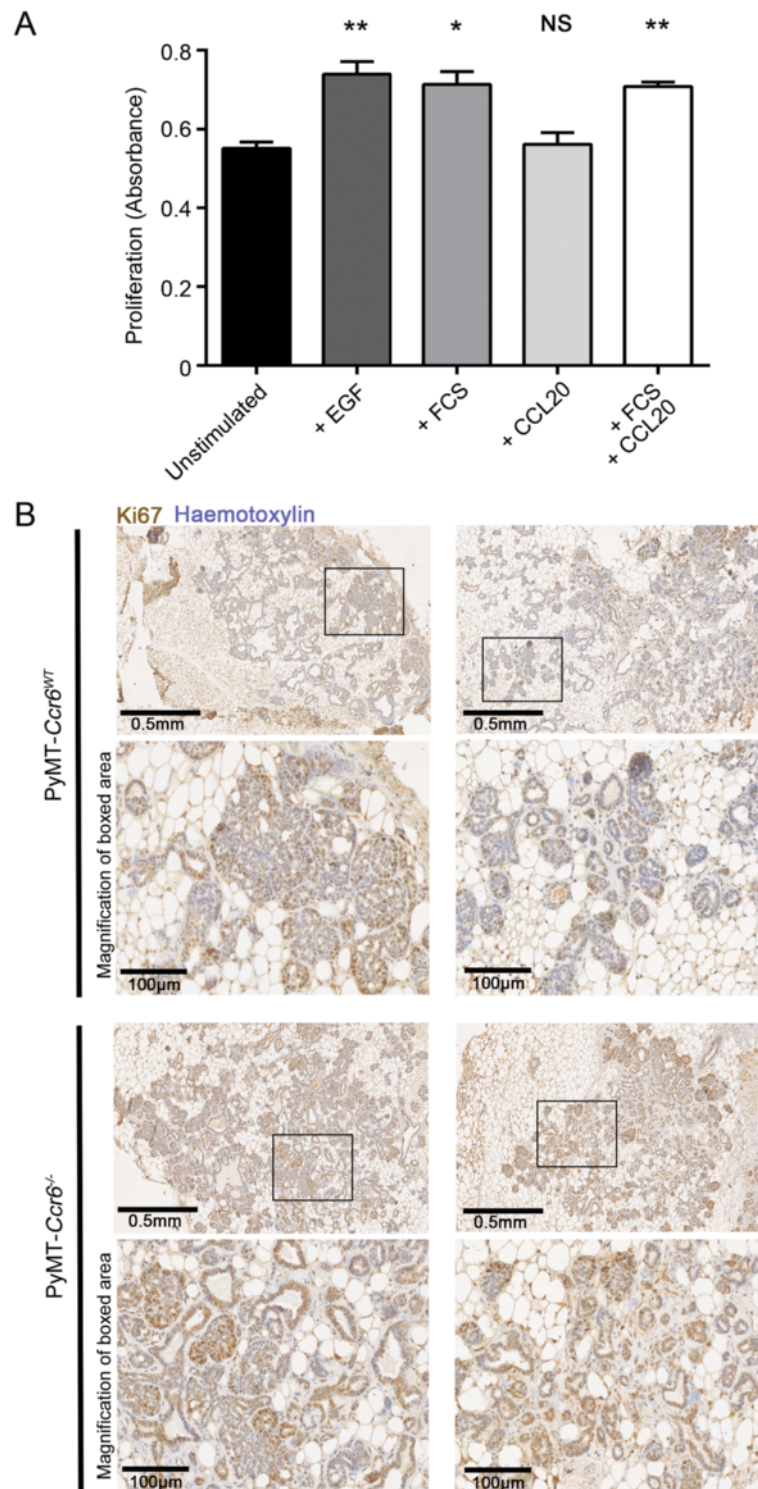 A
** * NS **
0.8
0.6
0.4
0.2
0
Proliferation (Absorbance)
Unstimulated
+ EGF
+ FCS
+ CCL20
+ FCS
+ CCL20
B
Ki67 Haemotoxylin
PyMT-Ccr6WT
0.5mm
0.5mm
Magnification of boxed area
100µm
100µm
PyMT-Ccr6-/-
0.5mm
0.5mm
Magnification of boxed area
100µm
100µm